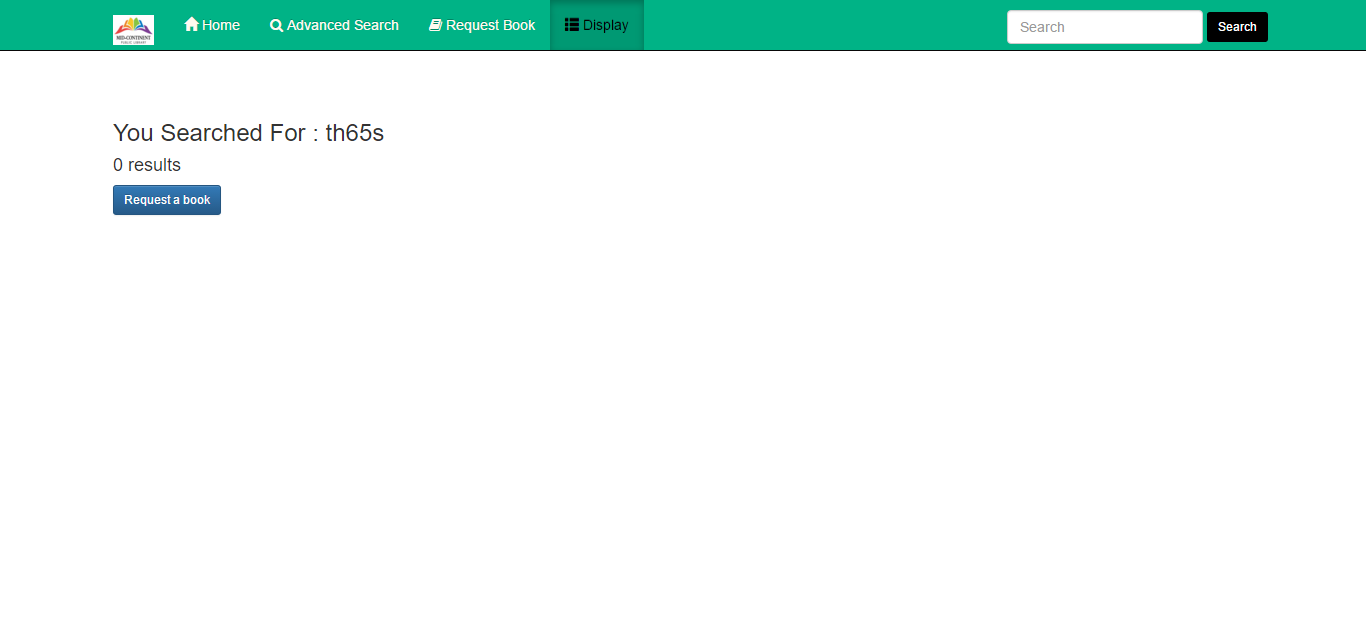 MID-CONTINENT
PUBLIC LIBRARY
Home
Advanced Search
Request Book
Display
Search
Search
You Searched For : th65s
0 results
Request a book